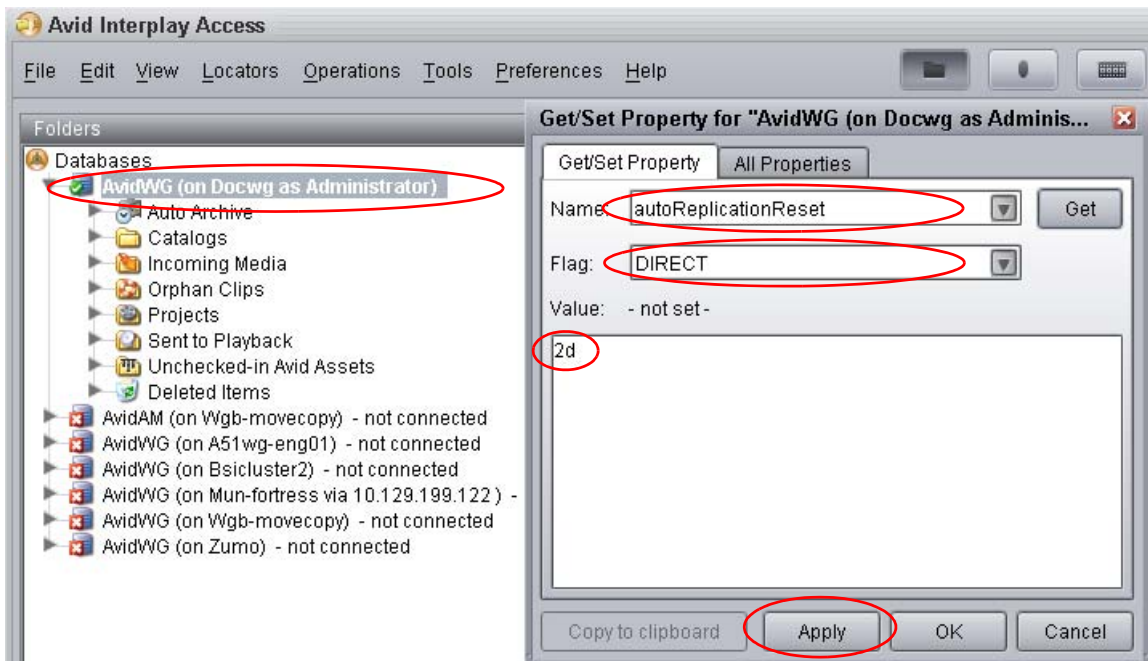 Avid Interplay Access
File Edit View Locators Operations Tools Preferences Help
Folders
Databases
AvidWG (on Docwg as Administrator)
Auto Archive
Catalogs
Incoming Media
Orphan Clips
Projects
Sent to Playback
Unchecked-in Avid Assets
Deleted Items
AvidAM (on Wgb-movecopy) - not connected
AvidWG (on A51wg-eng01) - not connected
AvidWG (on Bsicluster2) - not connected
AvidWG (on Mun-fortress via 10.129.199.122 ) -
AvidWG (on Wgb-movecopy) - not connected
AvidWG (on Zumo) - not connected
Get/Set Property for "AvidWG (on Docwg as Adminis...
Get/Set Property All Properties
Name: autoReplicationReset Get
Flag: DIRECT
Value: - not set -
2d
Copy to clipboard Apply OK Cancel